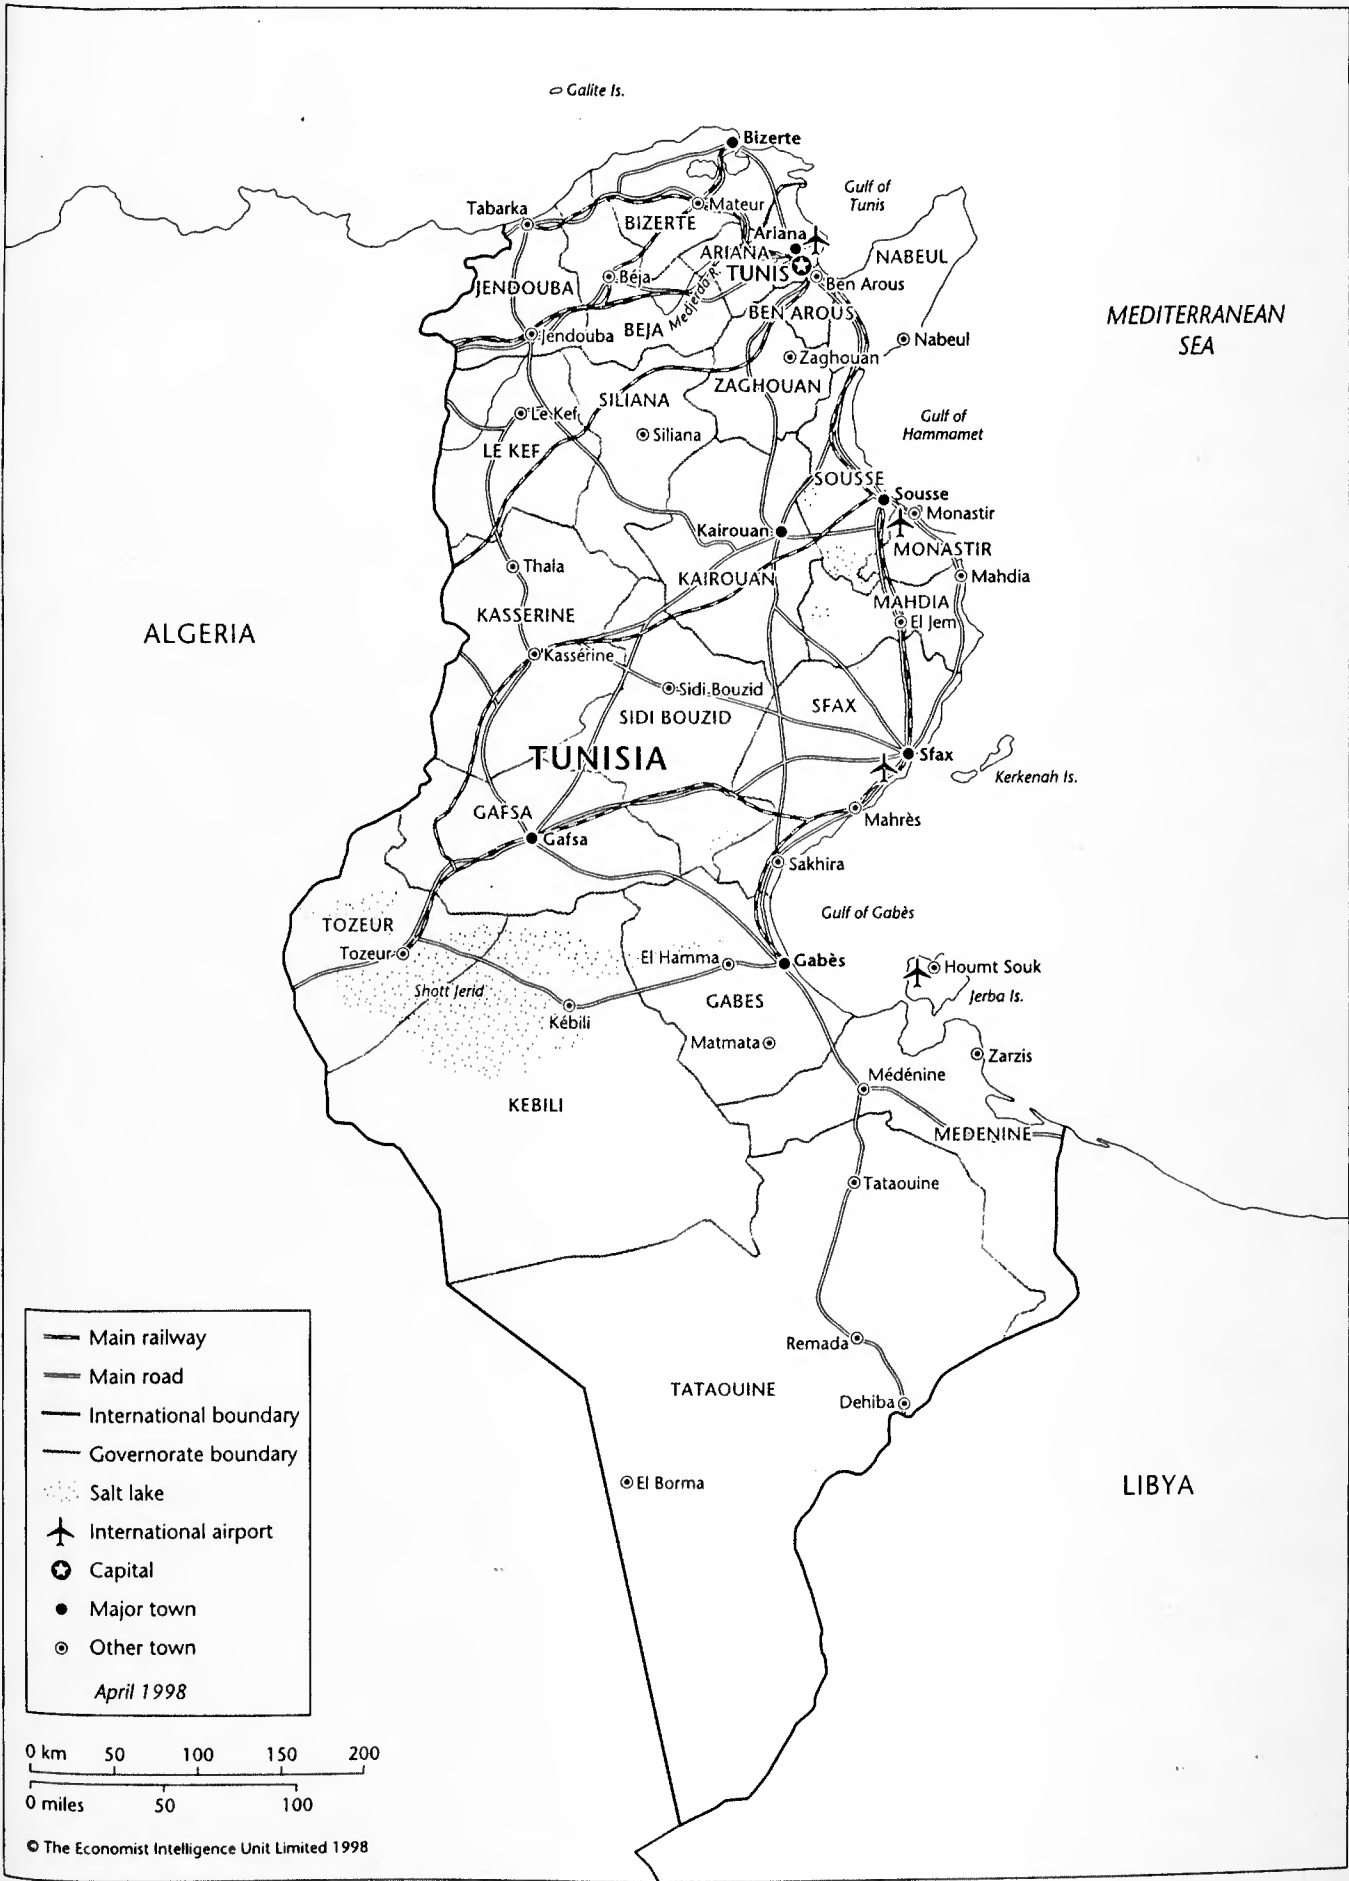 Galite Is.
Bizerte
Gulf of
Tunis
Tabarka
Mateur
BIZERTE
Ariana
ARIANA
NABEUL
TUNIS
Béja
Ben Arous
JENDOUBA
Medjerda R.
BEN AROUS
MEDITERRANEAN
SEA
BEJA
Jendouba
Nabeul
Zaghouan
ZAGHOUAN
SILIANA
Le Kef
Gulf of
Hammamet
Siliana
LE KEF
SOUSSE
Sousse
Monastir
Kairouan
MONASTIR
Thala
KAIROUAN
Mahdia
MAHDIA
KASSERINE
El Jem
ALGERIA
Kassérine
Sidi Bouzid
SFAX
SIDI BOUZID
TUNISIA
Sfax
Kerkenah Is.
GAFSA
Mahrès
Gafsa
Sakhira
Gulf of Gabès
TOZEUR
Tozeur
El Hamma
Gabès
Houmt Souk
Shott Jerid
Jerba Is.
GABES
Kébili
Matmata
Zarzis
Médénine
KEBILI
MEDENINE
Tataouine
Remada
TATAOUINE
Dehiba
El Borma
LIBYA
Main railway
Main road
International boundary
Governorate boundary
Salt lake
International airport
Capital
Major town
Other town
April 1998
0 km 50 100 150 200
0 miles 50 100
© The Economist Intelligence Unit Limited 1998